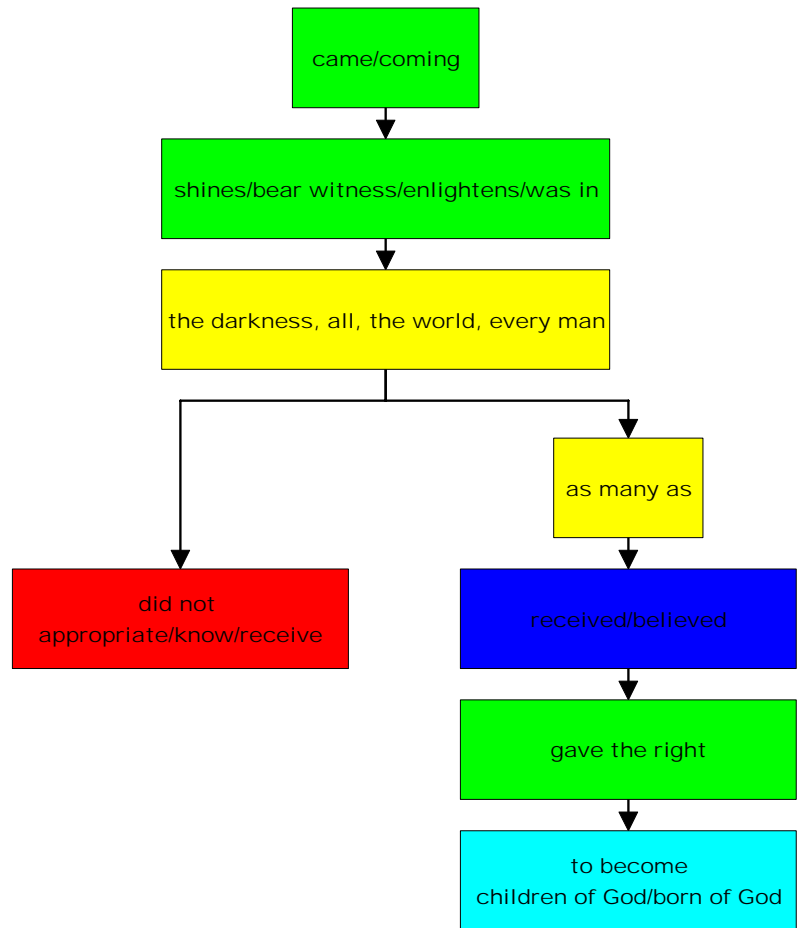 came/coming
shines/bear witness/enlightens/was in
the darkness, all, the world, every man
as many as
did not
appropriate/know/receive
received/believed
gave the right
to become
children of God/born of God